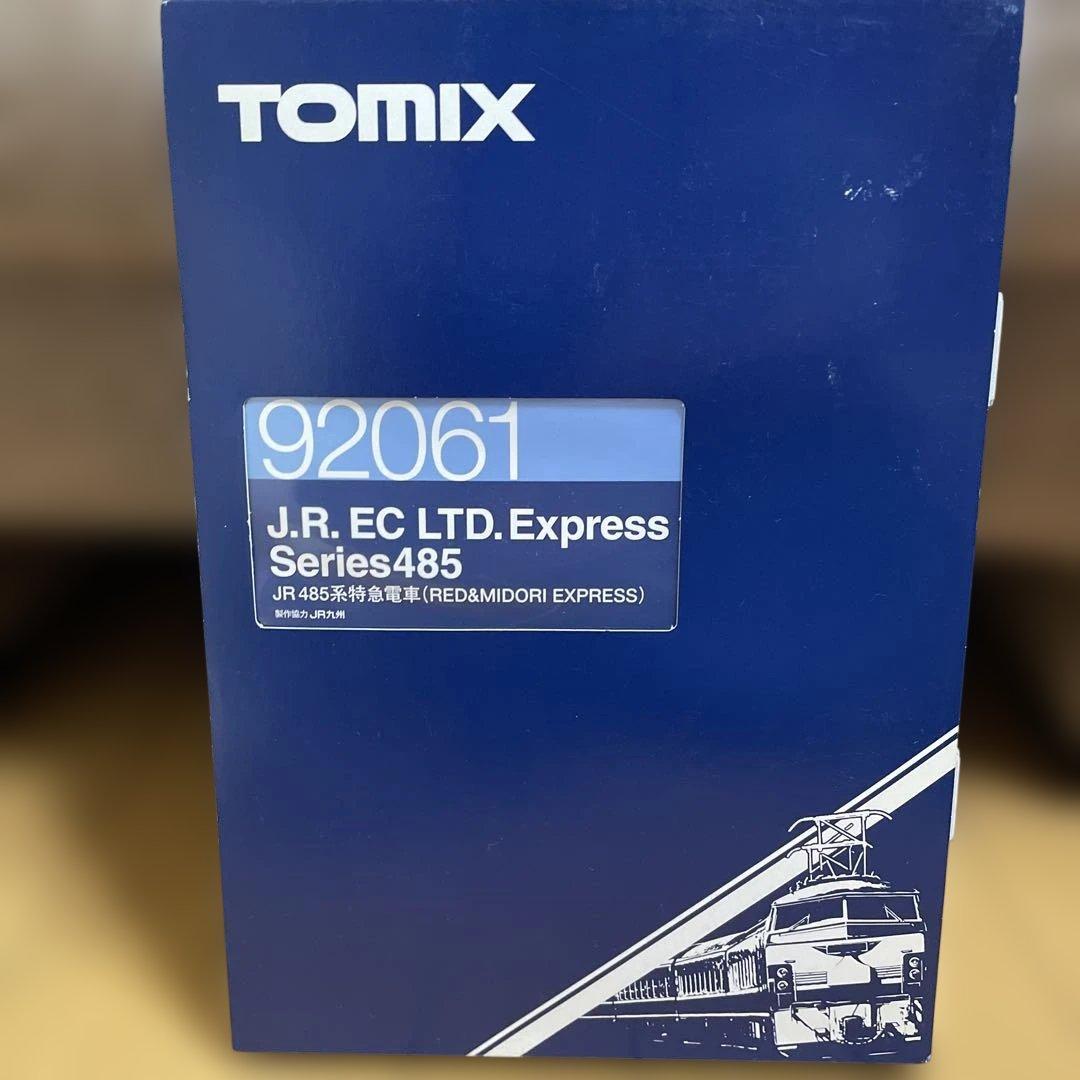 TOMIX
92061
J.R. EC LTD. Express
Series485
JR 485系特急電車(RED&MIDORI EXPRESS)
製作協力 JR九州